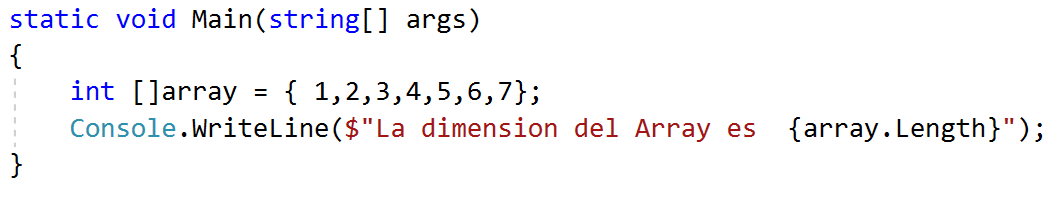 static void Main(string[] args)
{
int []array = { 1,2,3,4,5,6,7};
Console.WriteLine($"La dimension del Array es  {array.Length}");
}